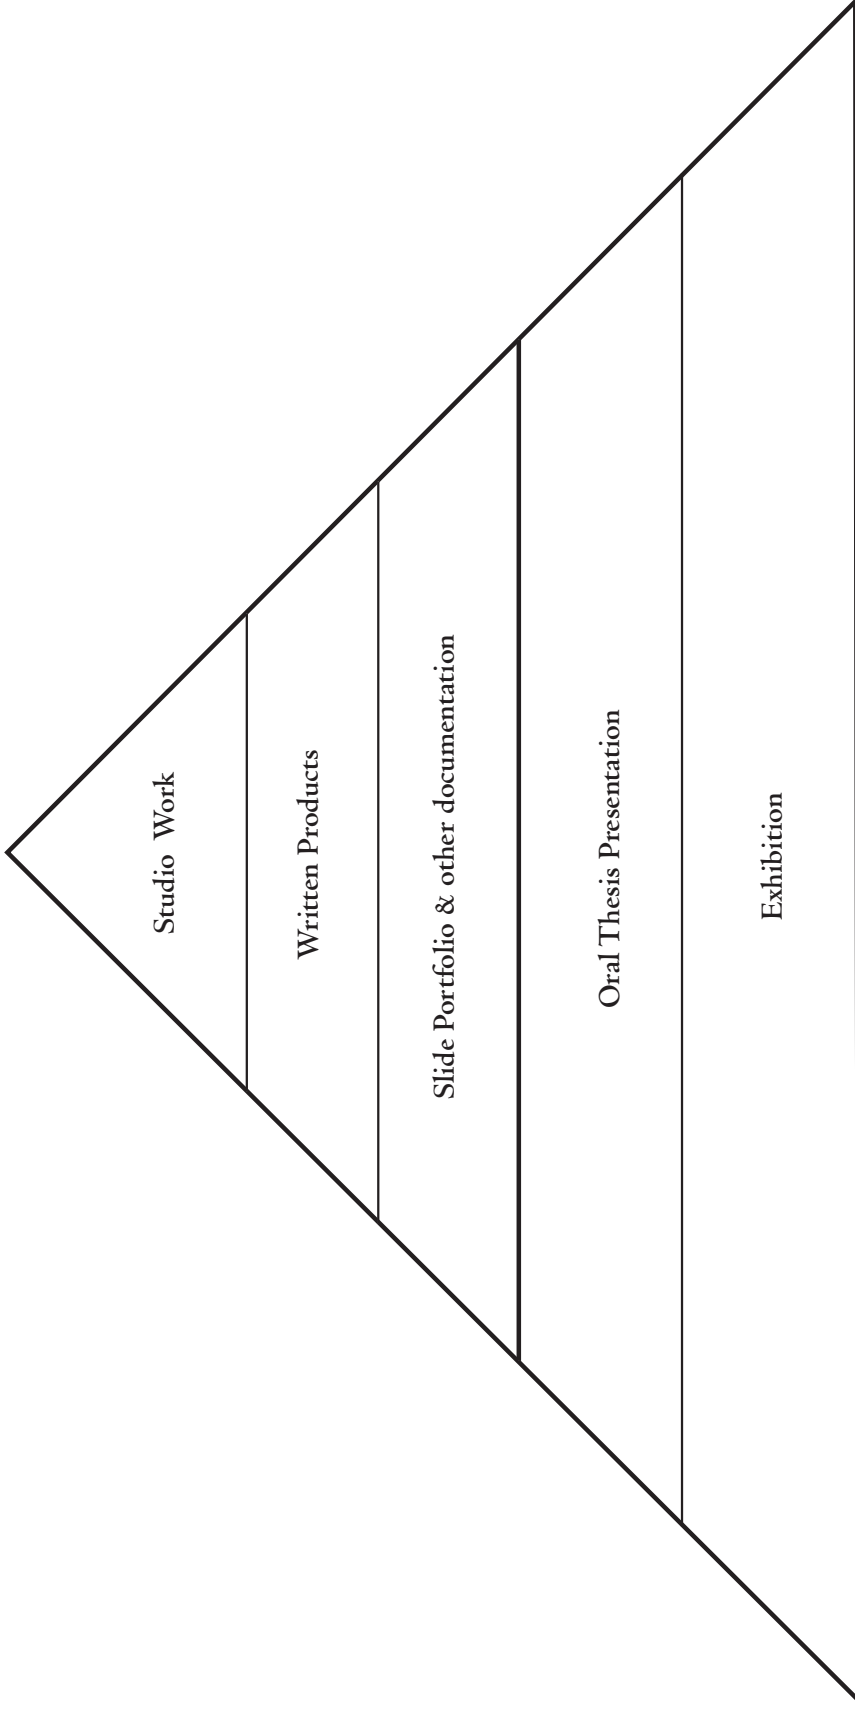 Studio Work
Written Products
Slide Portfolio & other documentation
Oral Thesis Presentation
Exhibition